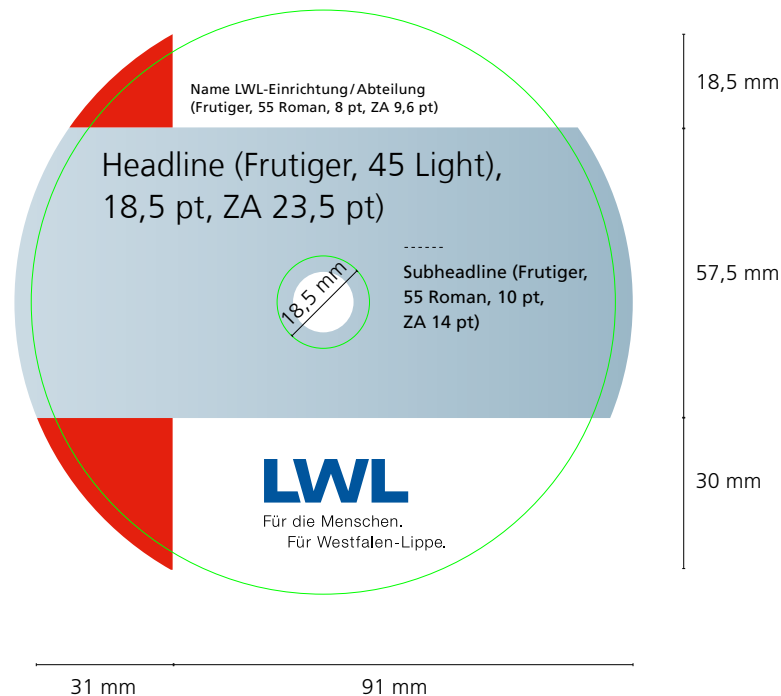 Name LWL-Einrichtung/Abteilung
(Frutiger, 55 Roman, 8 pt, ZA 9,6 pt)
18,5 mm
Headline (Frutiger, 45 Light),
18,5 pt, ZA 23,5 pt)
------
Subheadline (Frutiger,
55 Roman, 10 pt,
ZA 14 pt)
18,5 mm
57,5 mm
LWL
Für die Menschen.
Für Westfalen-Lippe.
30 mm
31 mm
91 mm